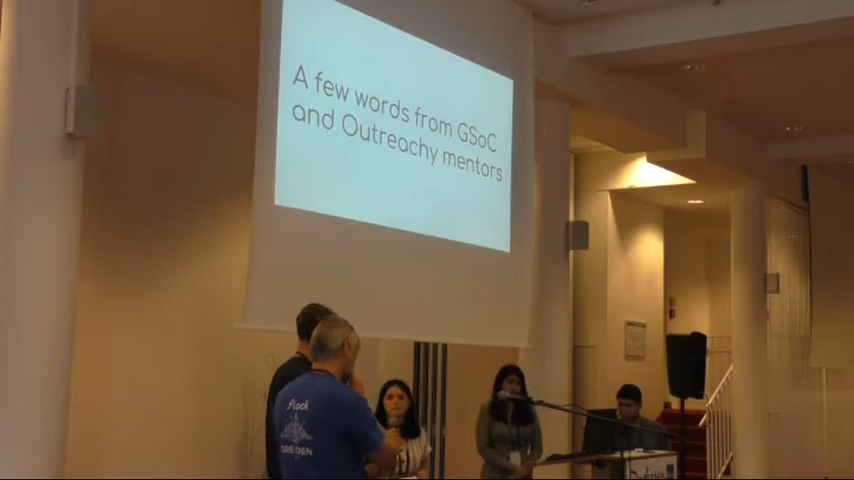 A few words from GSoC
and Outreachy mentors
flock
DRESDEN